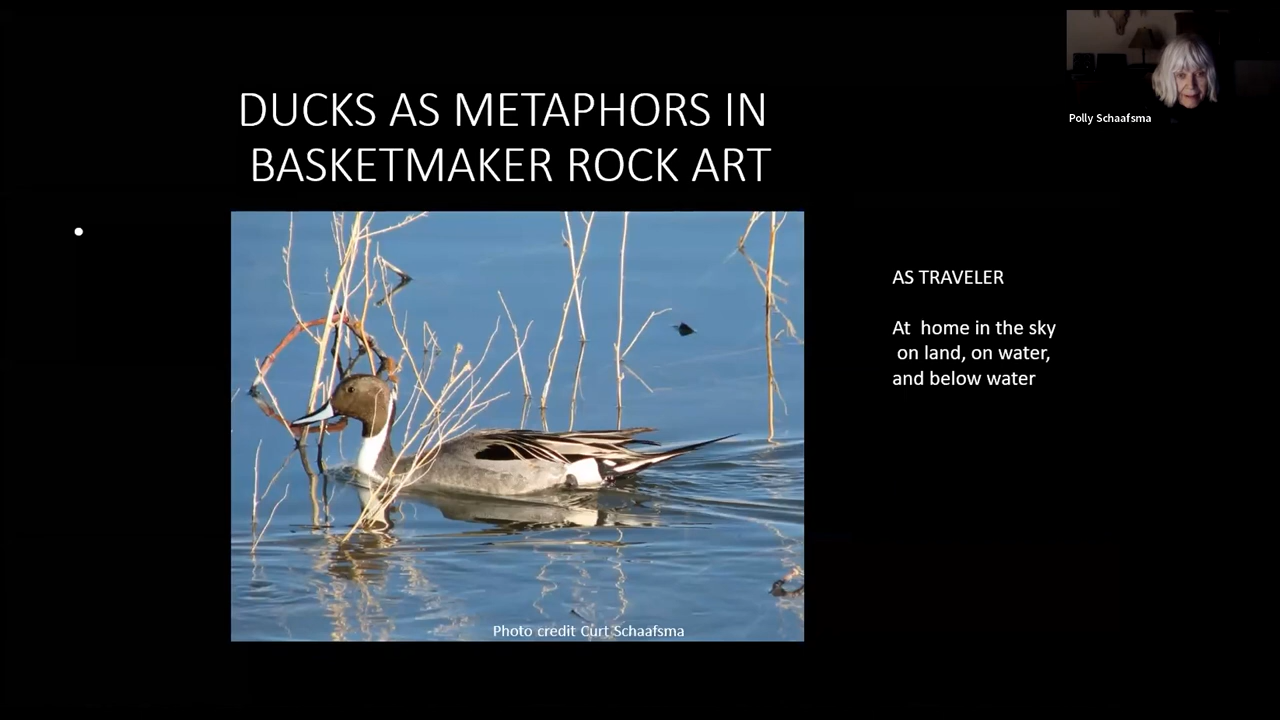 DUCKS AS METAPHORS IN
BASKETMAKER ROCK ART
Polly Schaafsma
AS TRAVELER
At home in the sky
on land, on water,
and below water
Photo credit Curt Schaafsma